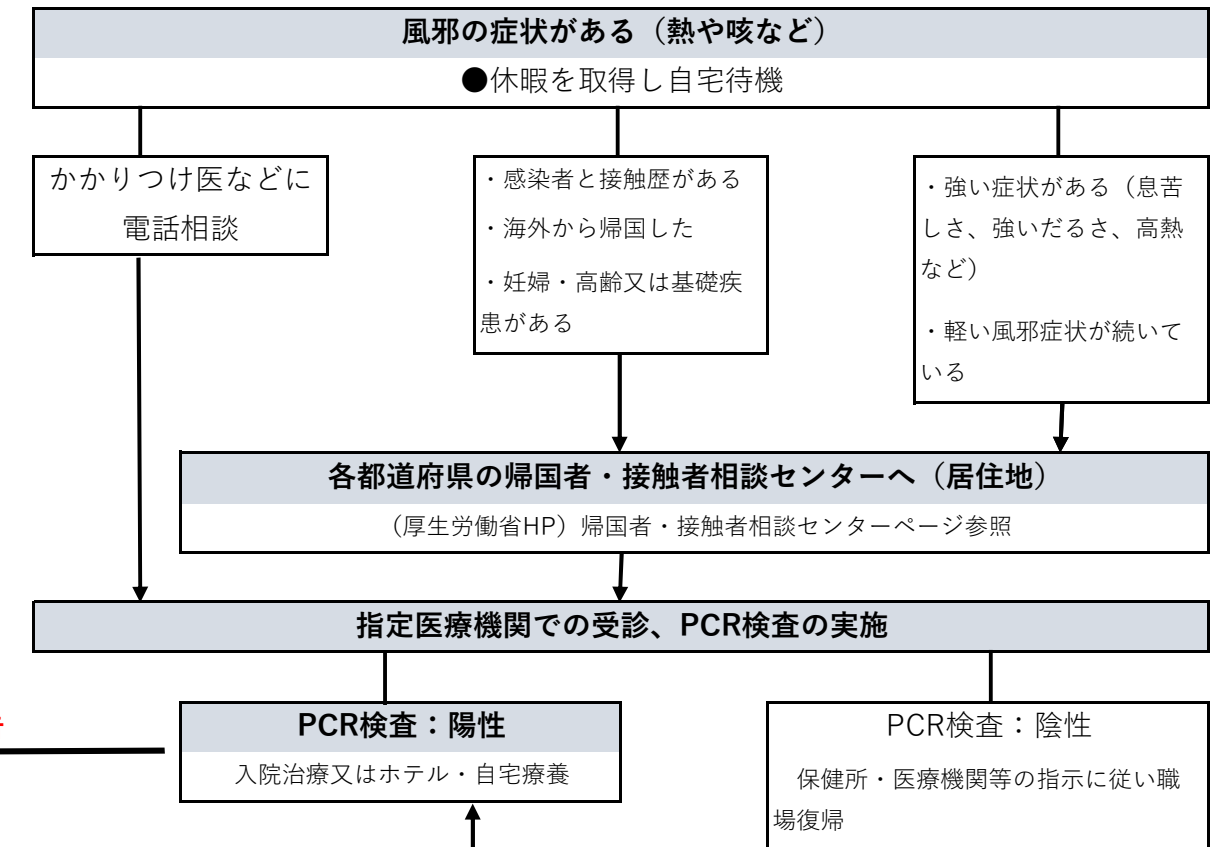 風邪の症状がある（熱や咳など）
●休暇を取得し自宅待機
かかりつけ医などに
電話相談
・感染者と接触歴がある
・海外から帰国した
・妊婦・高齢又は基礎疾
患がある
・強い症状がある（息苦
しさ、強いだるさ、高熱
など）
・軽い風邪症状が続いて
いる
各都道府県の帰国者・接触者相談センターへ（居住地）
（厚生労働省HP）帰国者・接触者相談センターページ参照
指定医療機関での受診、PCR検査の実施
PCR検査：陽性
入院治療又はホテル・自宅療養
PCR検査：陰性
保健所・医療機関等の指示に従い職
場復帰